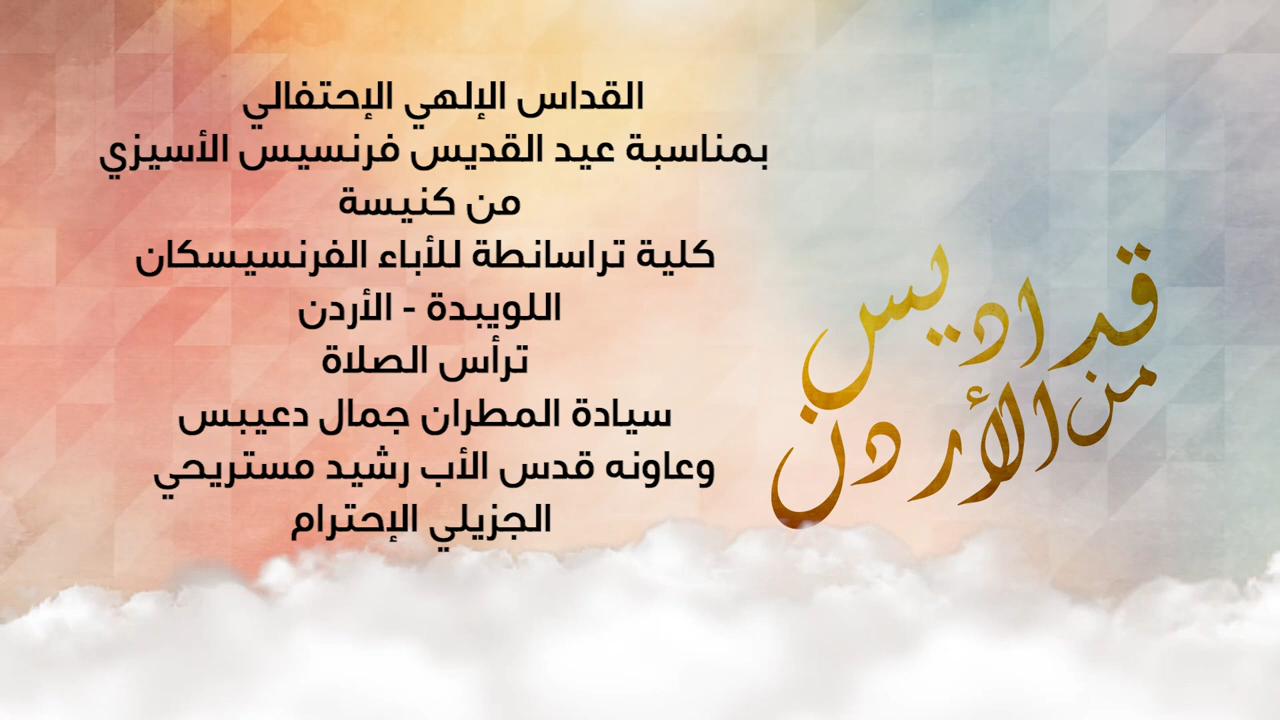 القداس الإلهي الإحتفالي
بمناسبة عيد القديس فرنسيس الأسيزي
من كنيسة
كلية تراسانطة للأباء الفرنسيسكان
اللويبدة - الأردن
ترأس الصلاة
سيادة المطران جمال دعيبس
وعاونه قدس الأب رشيد مستريحي
الجزيلي الإحترام
قداديس
من الأردن